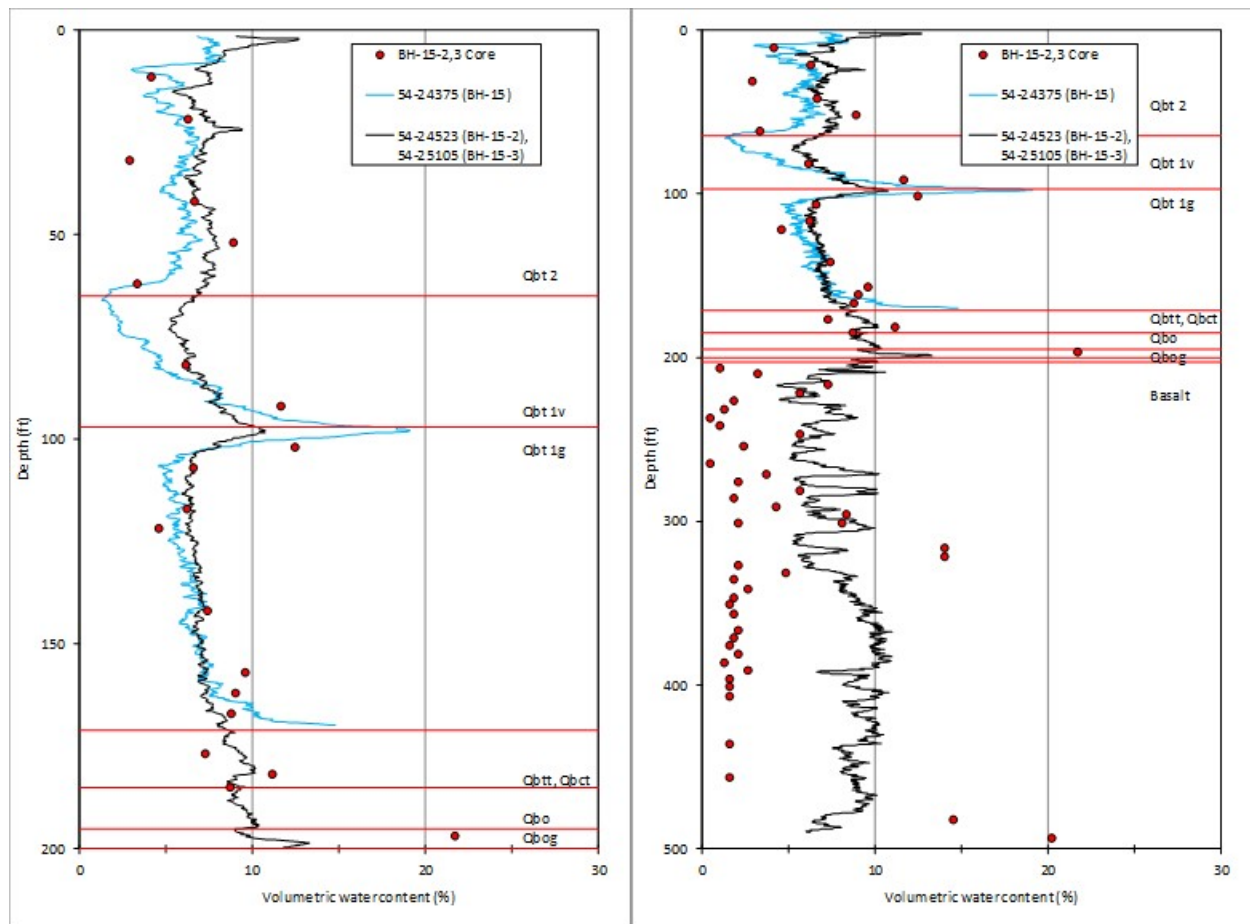 0
50
100
150
200
Depth (ft)
0
10
20
30
Volumetric water content (%)
BH-15-2,3 Core
54-24375 (BH-15)
54-24523 (BH-15-2),
54-25105 (BH-15-3)
Qbt 2
Qbt 1v
Qbt 1g
Qbtt, Qbct
Qbo
Qbog
0
100
200
300
400
500
Depth (ft)
0
10
20
30
Volumetric water content (%)
BH-15-2,3 Core
54-24375 (BH-15)
54-24523 (BH-15-2),
54-25105 (BH-15-3)
Qbt 2
Qbt 1v
Qbt 1g
Qbtt, Qbct
Qbo
Qbog
Basalt